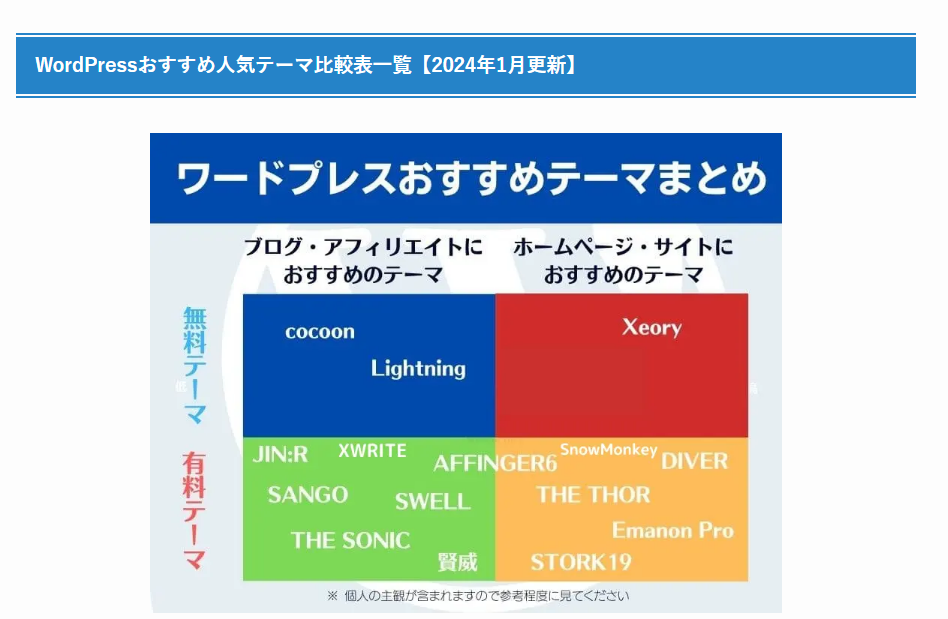 WordPressおすすめ人気テーマ比較表一覧【2024年1月更新】
ワードプレスおすすめテーマまとめ
ブログ・アフィリエイトに
おすすめのテーマ
ホームページ・サイトに
おすすめのテーマ
無料テーマ
cocoon
Lightning
Xeory
有料テーマ
JIN:R
XWRITE
AFFINGER6
SnowMonkey
DIVER
SANGO
SWELL
THE THOR
THE SONIC
Emanon Pro
賢威
STORK19
※ 個人の主観が含まれますので参考程度に見てください